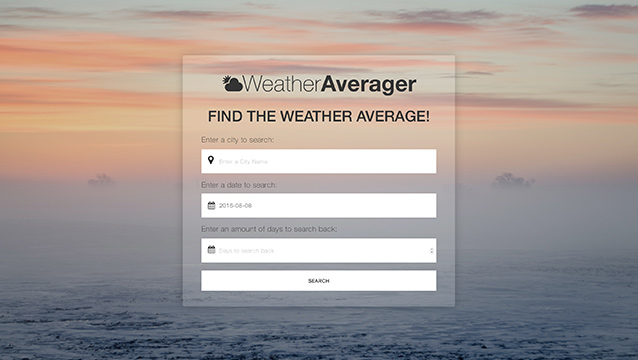 WeatherAverager
FIND THE WEATHER AVERAGE!
Enter a city to search:
Enter a City Name
Enter a date to search:
2015-08-06
Enter an amount of days to search back:
Days to search back
SEARCH